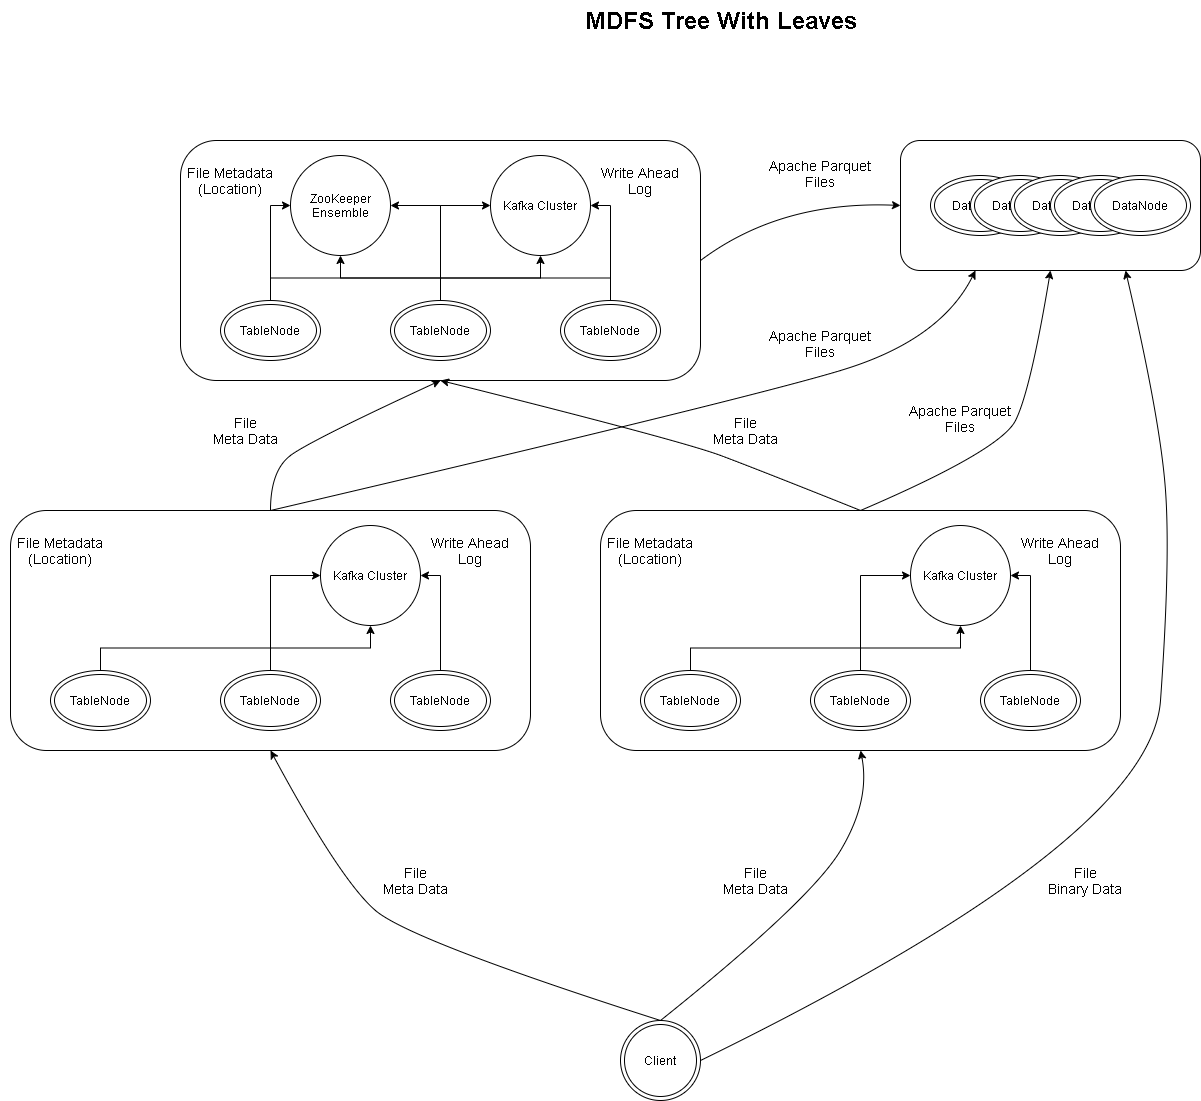 MDFS Tree With Leaves
File Metadata
(Location)
ZooKeeper
Ensemble
Kafka Cluster
Write Ahead
Log
TableNode
TableNode
TableNode
Apache Parquet
Files
Dat
Dat
Dat
Dat
DataNode
Apache Parquet
Files
Apache Parquet
Files
File
Meta Data
File
Meta Data
File Metadata
(Location)
Kafka Cluster
Write Ahead
Log
TableNode
TableNode
TableNode
File Metadata
(Location)
Kafka Cluster
Write Ahead
Log
TableNode
TableNode
TableNode
File
Meta Data
File
Meta Data
File
Binary Data
Client